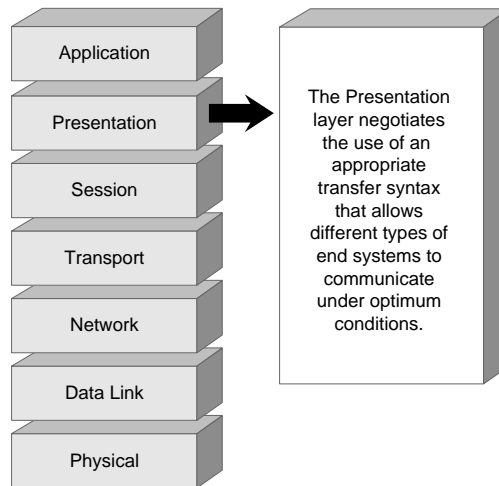 Application
Presentation
Session
Transport
Network
Data Link
Physical
The Presentation
layer negotiates
the use of an
appropriate
transfer syntax
that allows
different types of
end systems to
communicate
under optimum
conditions.